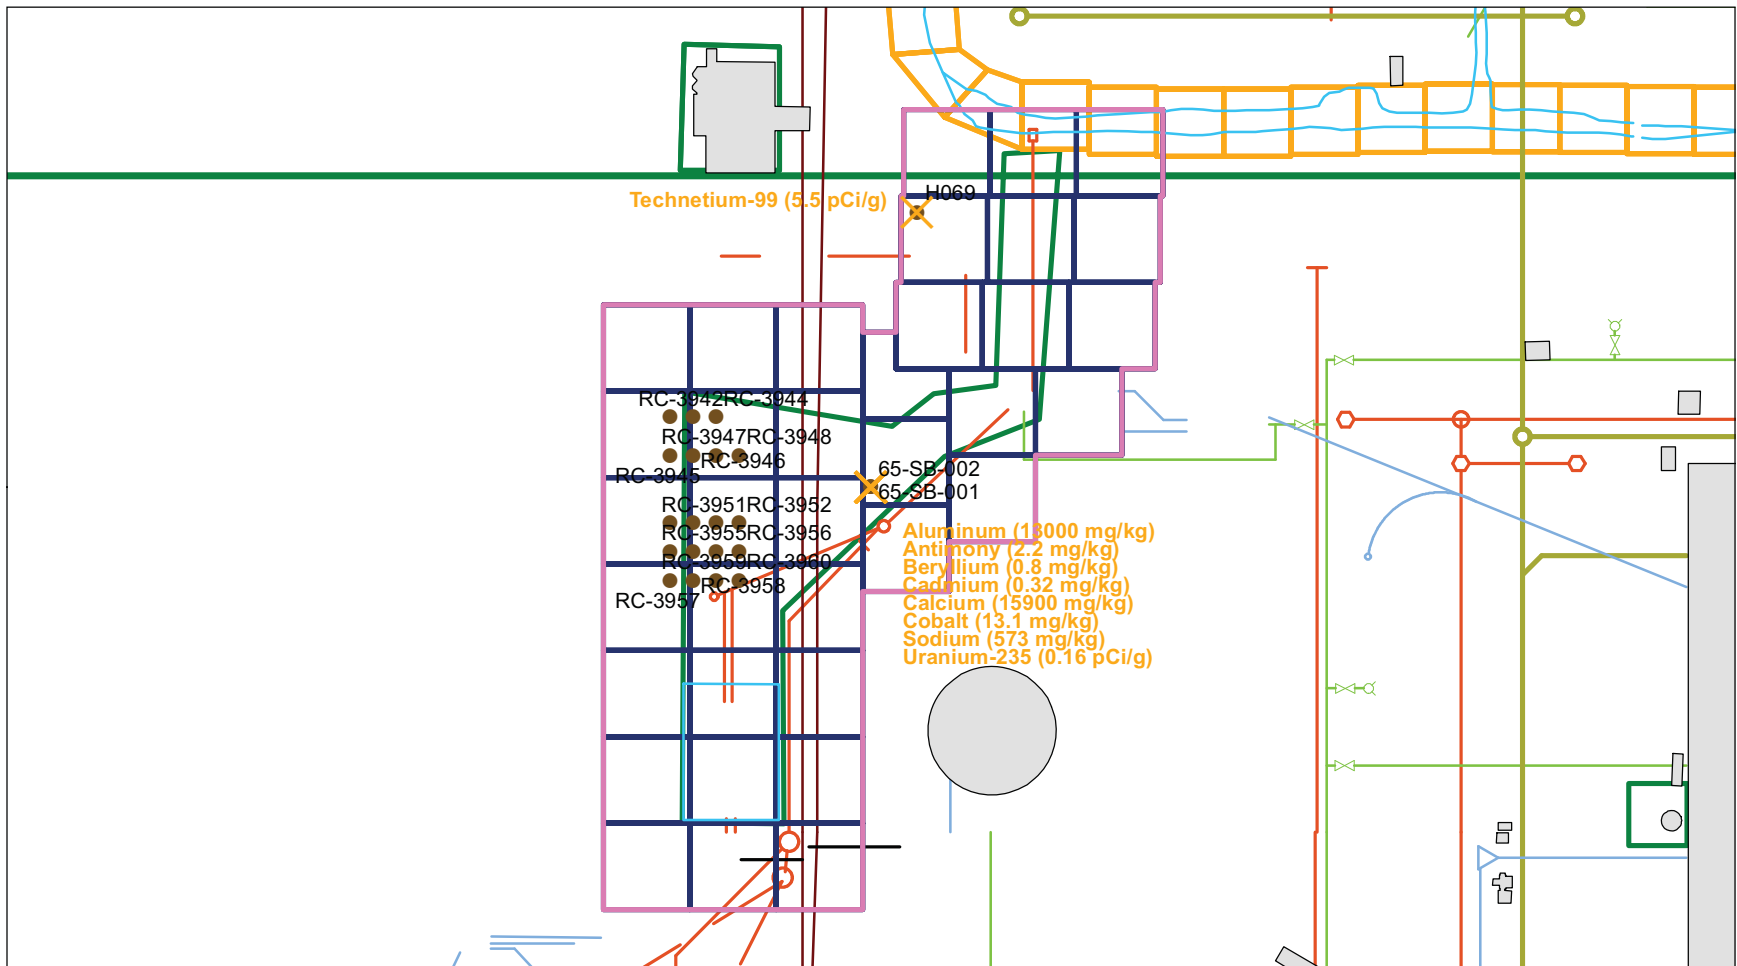 H069
Technetium-99 (5.5 pCi/g)
RC-3942RC-3944
RC-3947RC-3948
RC-3946
RC-3945
65-SB-002
65-SB-001
RC-3951RC-3952
RC-3955RC-3956
RC-3959RC-3960
RC-3958
RC-3957
Aluminum (13000 mg/kg)
Antimony (2.2 mg/kg)
Beryllium (0.8 mg/kg)
Cadmium (0.32 mg/kg)
Calcium (15900 mg/kg)
Cobalt (13.1 mg/kg)
Sodium (573 mg/kg)
Uranium-235 (0.16 pCi/g)